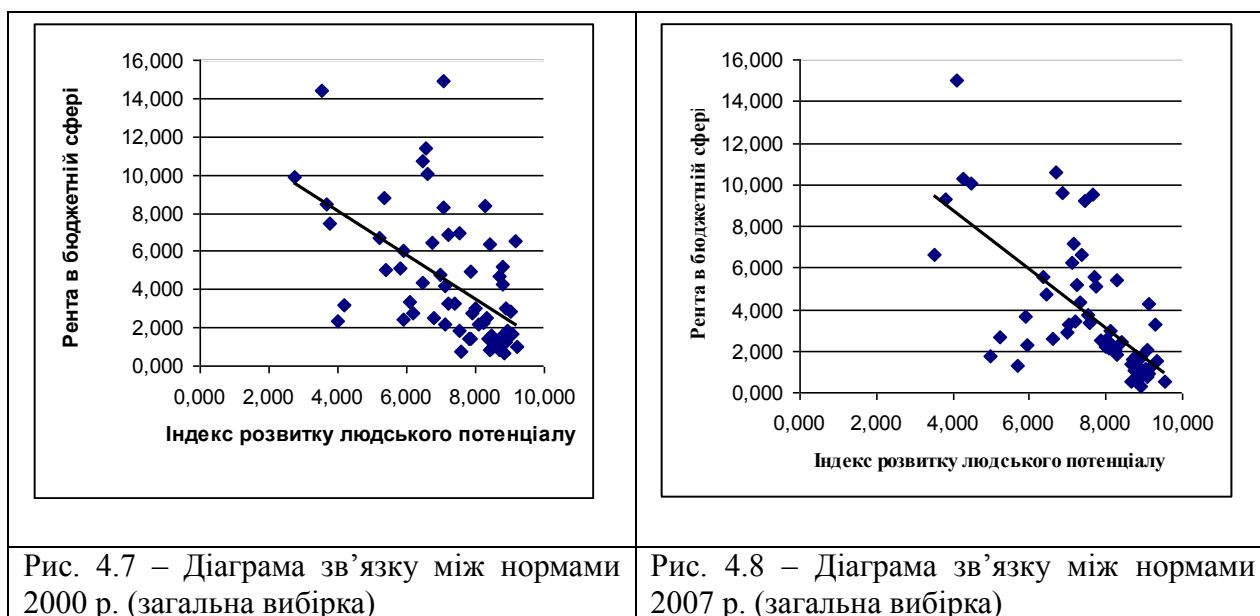 16,000
14,000
12,000
10,000
8,000
6,000
4,000
2,000
0,000
0,000 2,000 4,000 6,000 8,000 10,000
Рента в бюджетній сфері
Індекс розвитку людського потенціалу
16,000
14,000
12,000
10,000
8,000
6,000
4,000
2,000
0,000
0,000 2,000 4,000 6,000 8,000 10,000
Рента в бюджетній сфері
Індекс розвитку людського потенціалу
Рис. 4.7 – Діаграма зв’язку між нормами
2000 р. (загальна вибірка)
Рис. 4.8 – Діаграма зв’язку між нормами
2007 р. (загальна вибірка)